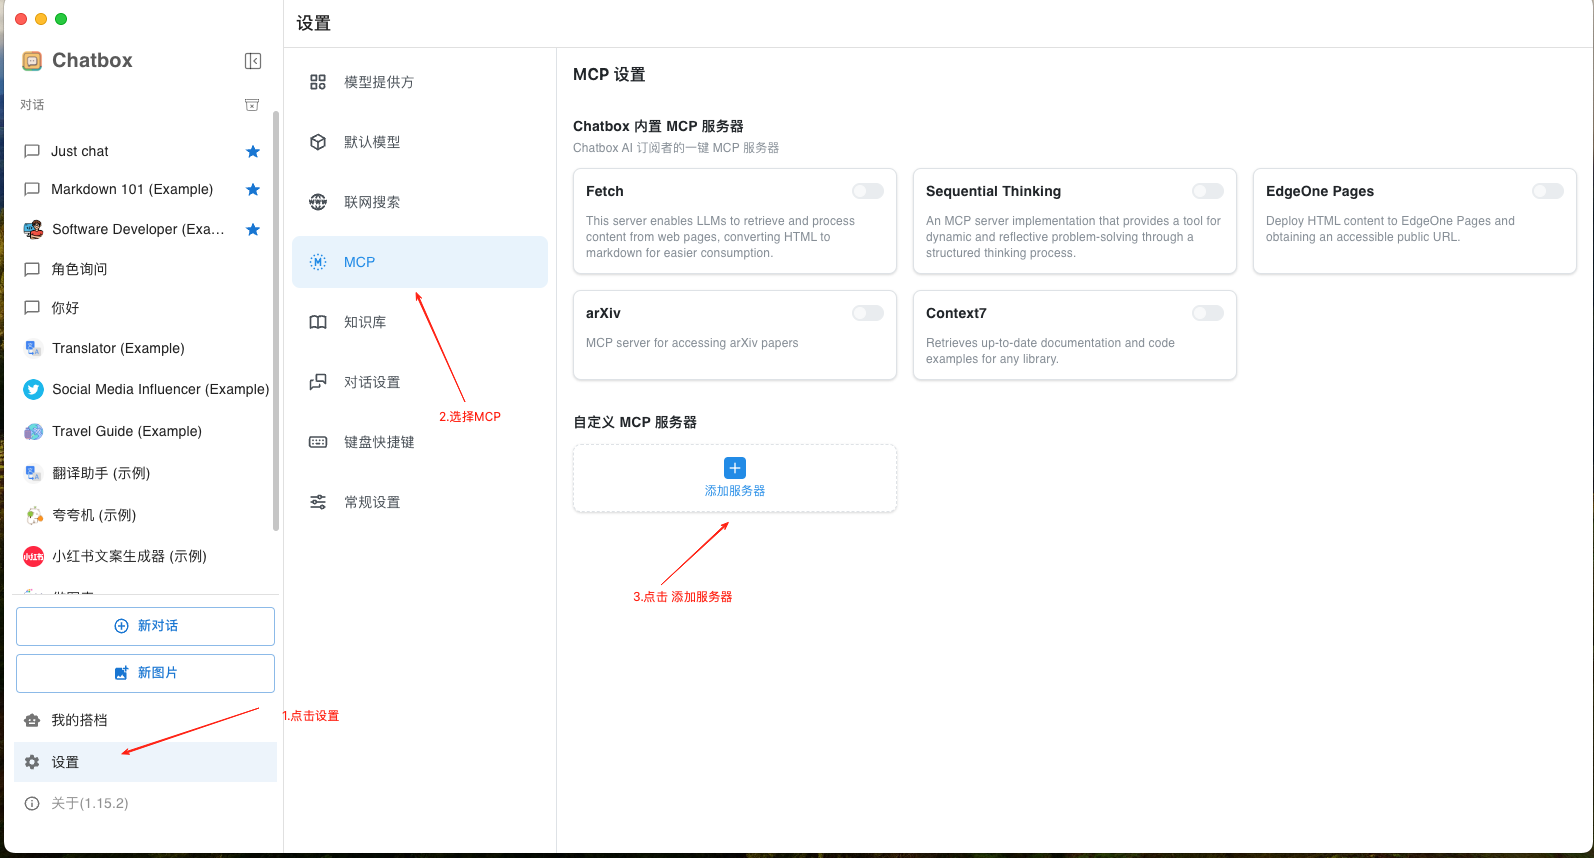 Chatbox
对话
Just chat
Markdown 101 (Example)
Software Developer (Exa...
角色询问
你好
Translator (Example)
Social Media Influencer (Example)
Travel Guide (Example)
翻译助手 (示例)
夸夸机 (示例)
小红书
小红书文案生成器 (示例)
新对话
新图片
我的搭档
1.点击设置
设置
关于(1.15.2)
设置
模型提供方
默认模型
联网搜索
MCP
知识库
对话设置
2.选择MCP
键盘快捷键
常规设置
MCP 设置
Chatbox 内置 MCP 服务器
Chatbox AI 订阅者的一键 MCP 服务器
Fetch
This server enables LLMs to retrieve and process
content from web pages, converting HTML to
markdown for easier consumption.
Sequential Thinking
An MCP server implementation that provides a tool for
dynamic and reflective problem-solving through a
structured thinking process.
EdgeOne Pages
Deploy HTML content to EdgeOne Pages and
obtaining an accessible public URL.
arXiv
MCP server for accessing arXiv papers
Context7
Retrieves up-to-date documentation and code
examples for any library.
自定义 MCP 服务器
添加服务器
3.点击 添加服务器